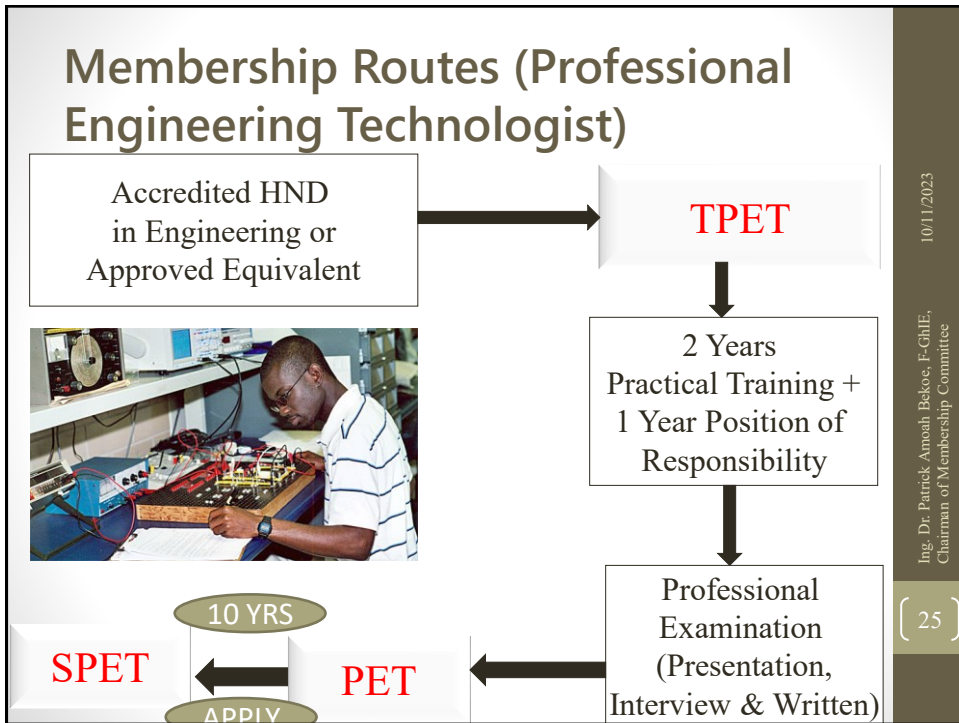 Membership Routes (Professional
Engineering Technologist)
Accredited HND
in Engineering or
Approved Equivalent
TPET
2 Years
Practical Training +
1 Year Position of
Responsibility
Professional
Examination
(Presentation,
Interview & Written)
10 YRS
SPET
PET
APPLY
10/11/2023
Ing. Dr. Patrick Amoah Bekoe, F-GhIE,
Chairman of Membership Committee
25